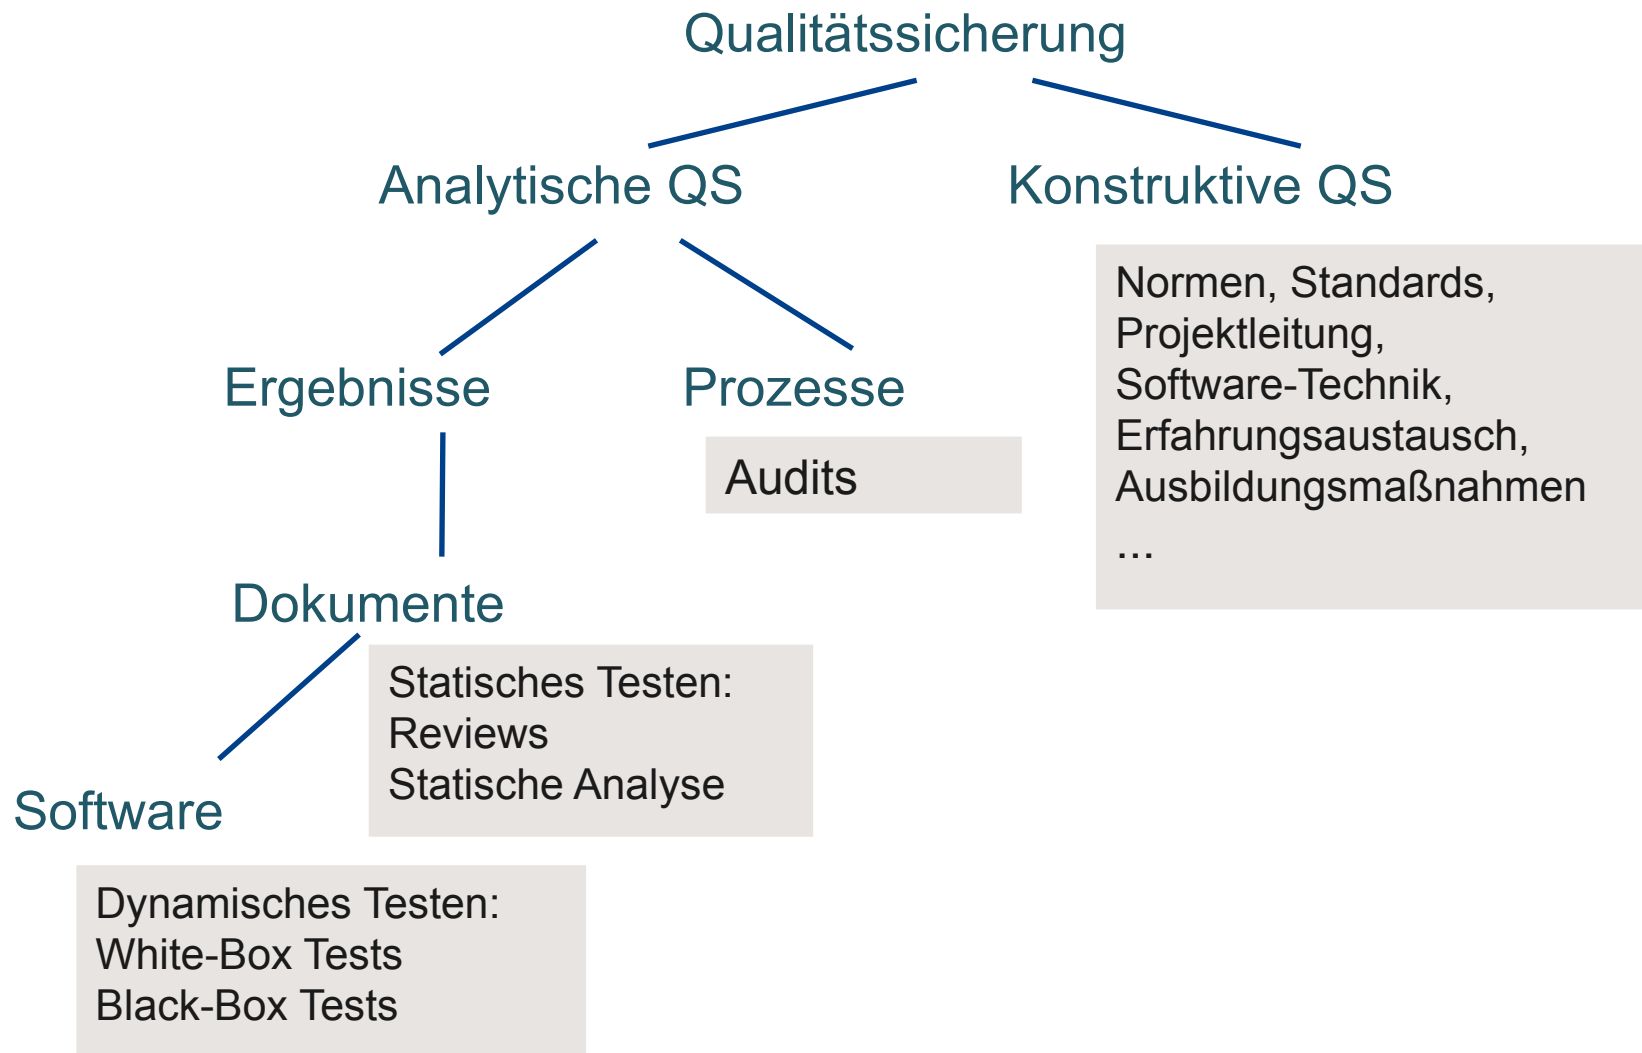 Qualitätssicherung
Analytische QS
Konstruktive QS
Normen, Standards,
Projektleitung,
Software-Technik,
Erfahrungsaustausch,
Ausbildungsmaßnahmen
...
Ergebnisse
Prozesse
Audits
Dokumente
Statisches Testen:
Reviews
Statische Analyse
Software
Dynamisches Testen:
White-Box Tests
Black-Box Tests